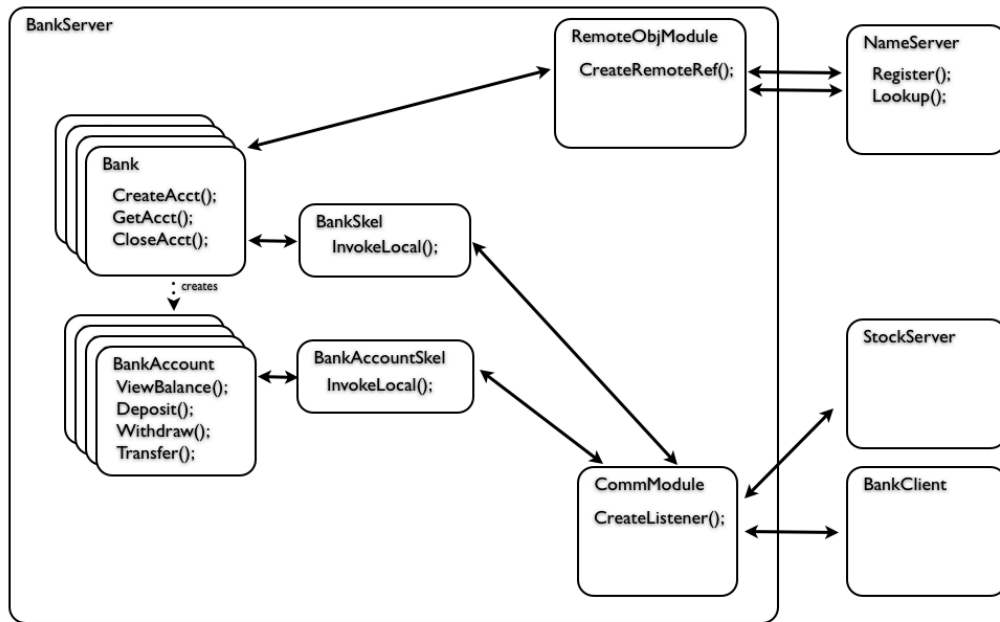 BankServer
RemoteObjModule
CreateRemoteRef();
NameServer
Register();
Lookup();
Bank
CreateAcct();
GetAcct();
CloseAcct();
BankSkel
InvokeLocal();
creates
BankAccount
ViewBalance();
Deposit();
Withdraw();
Transfer();
BankAccountSkel
InvokeLocal();
StockServer
CommModule
CreateListener();
BankClient